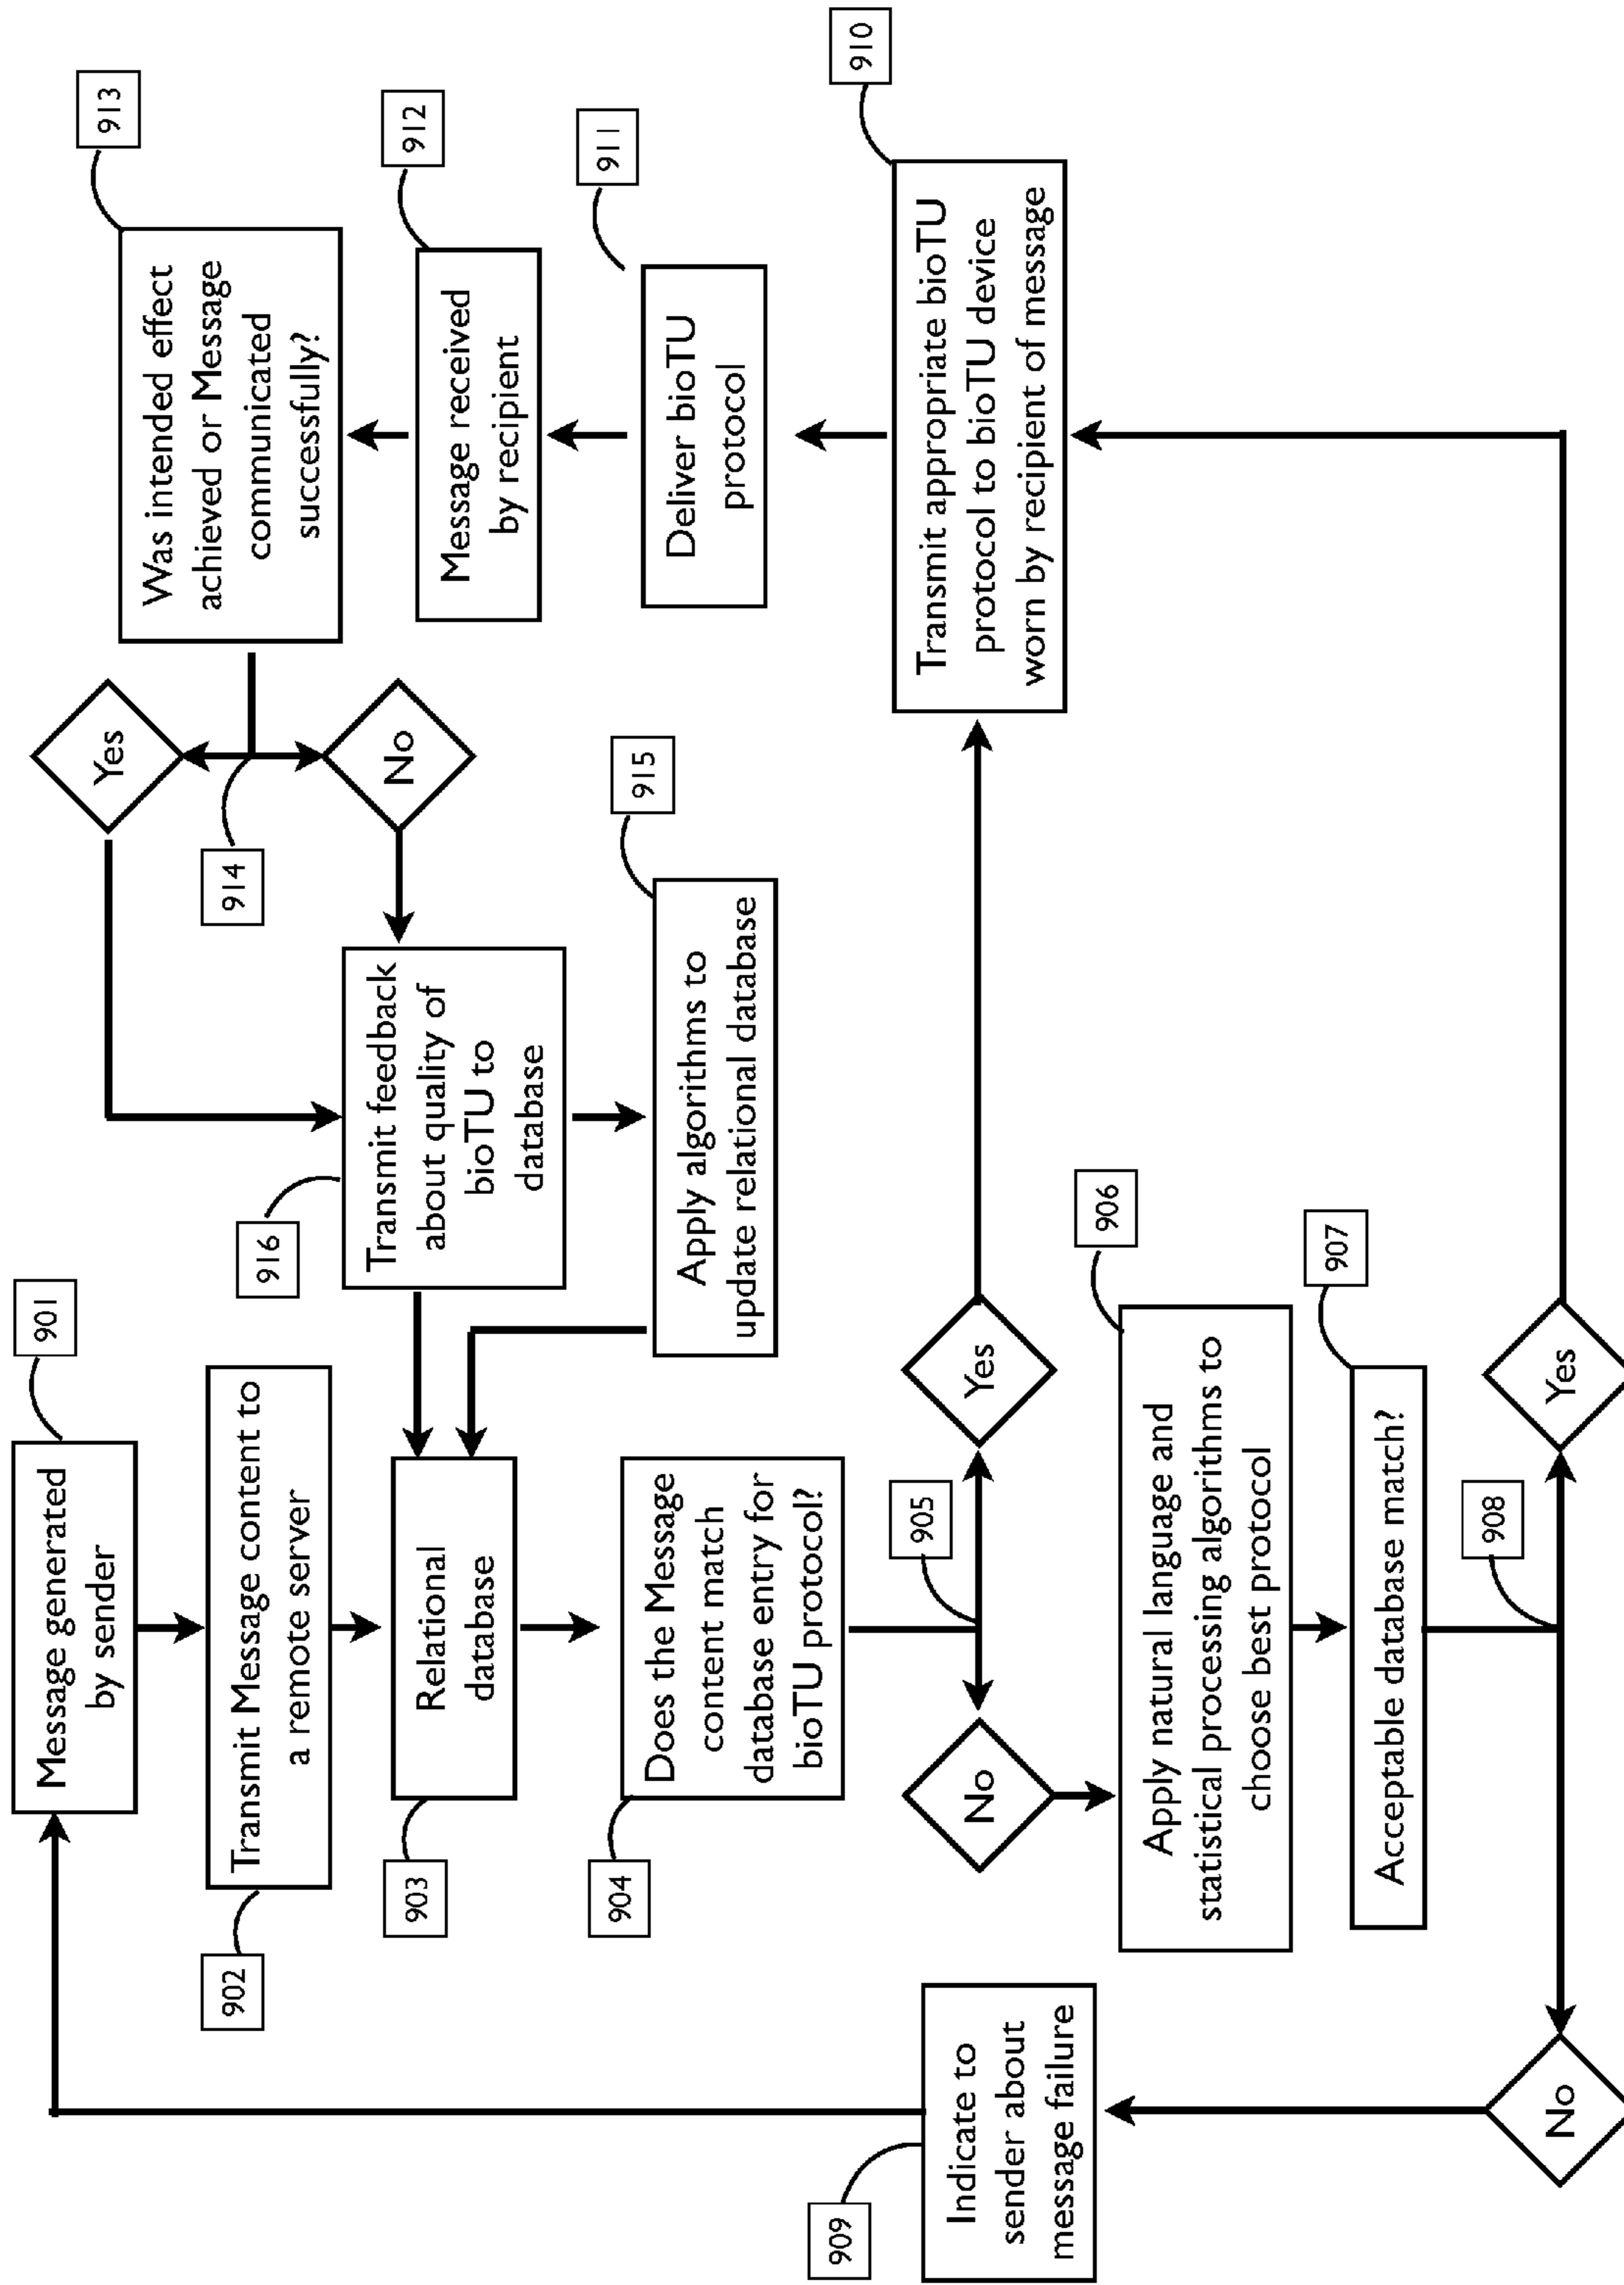 901
Message generated
by sender
902
Transmit Message content to
a remote server
903
Relational
database
904
Does the Message
content match
database entry for
bioTU protocol?
905
No
Yes
906
Apply natural language and
statistical processing algorithms to
choose best protocol
907
Acceptable database match?
908
No
Yes
909
Indicate to
sender about
message failure
910
Transmit appropriate bioTU
protocol to bioTU device
worn by recipient of message
911
Deliver bioTU
protocol
912
Message received
by recipient
913
Was intended effect
achieved or Message
communicated
successfully?
914
Yes
No
916
Transmit feedback
about quality of
bioTU to
database
915
Apply algorithms to
update relational database